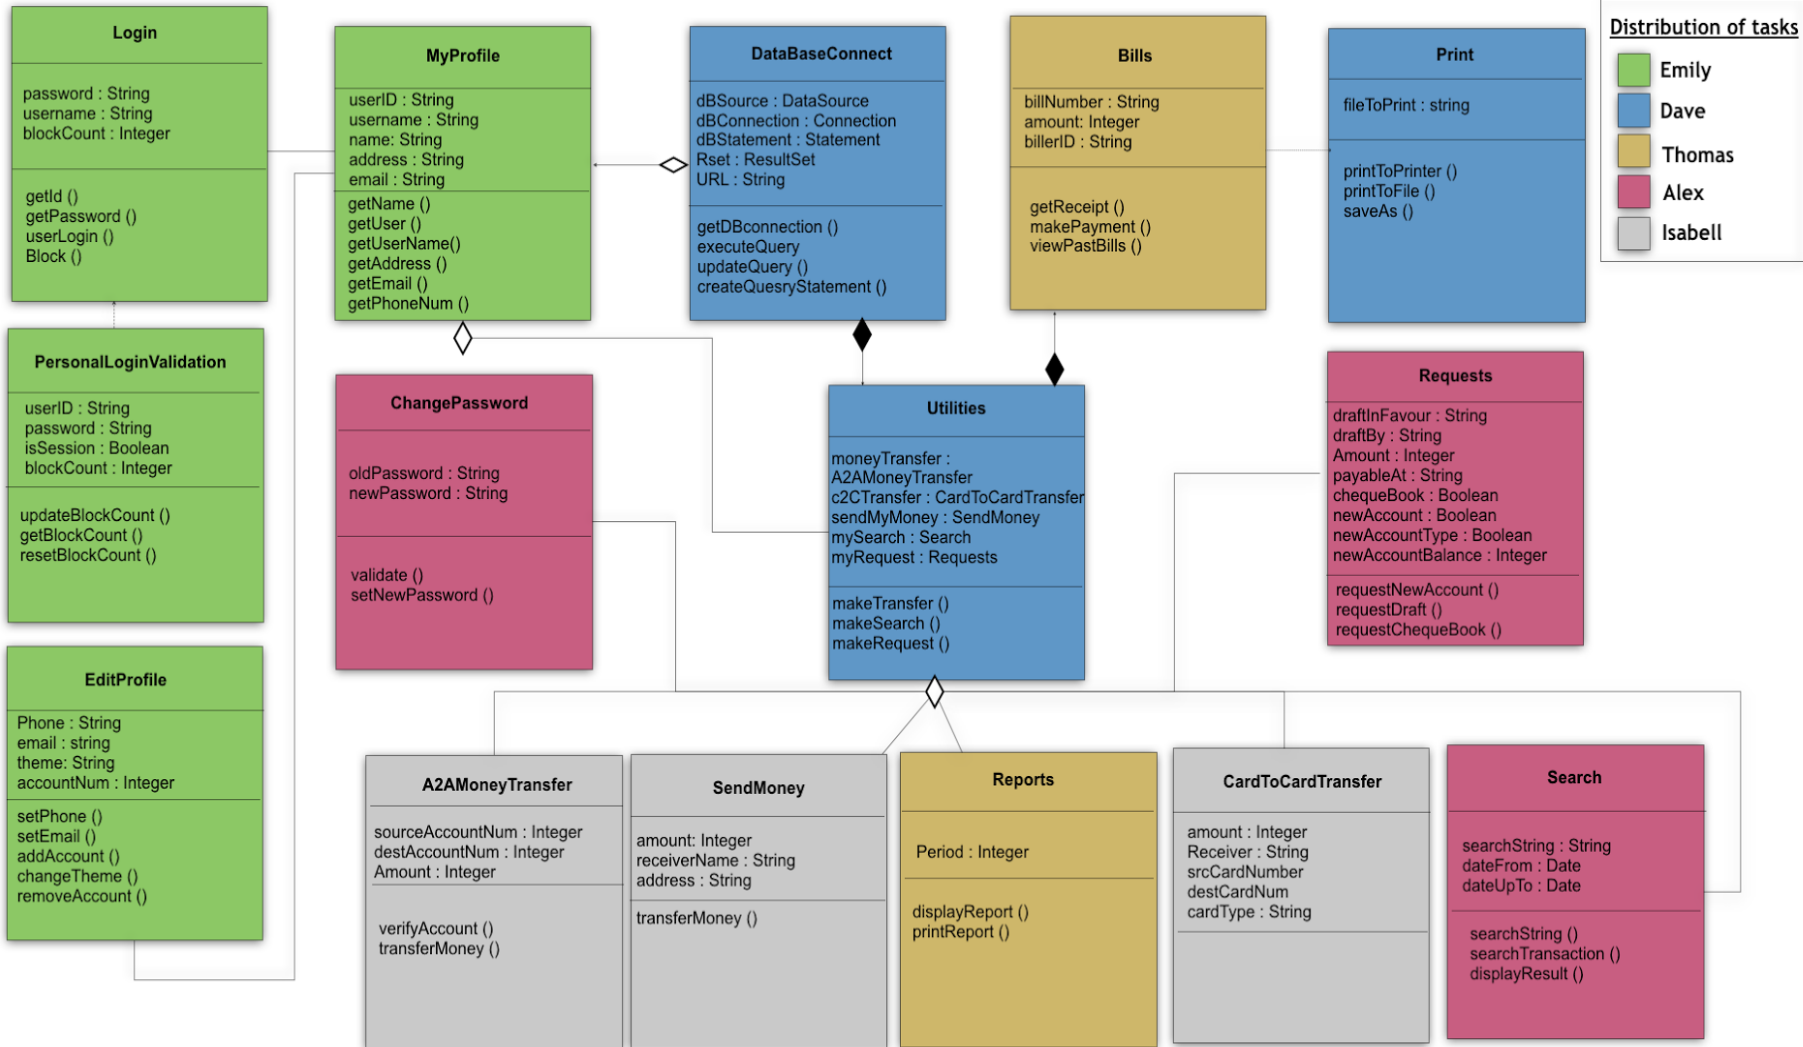 Login
password : String
username : String
blockCount : Integer
getId ()
getPassword ()
userLogin ()
Block ()
MyProfile
userID : String
username : String
name: String
address : String
email : String
getName ()
getUser ()
getUserName()
getAddress ()
getEmail ()
getPhoneNum ()
DataBaseConnect
dBSource : DataSource
dBConnection : Connection
dBStatement : Statement
Rset : ResultSet
URL : String
getDBconnection ()
executeQuery
updateQuery ()
createQuesryStatement ()
Bills
billNumber : String
amount: Integer
billerID : String
getReceipt ()
makePayment ()
viewPastBills ()
Print
fileToPrint : string
printToPrinter ()
printToFile ()
saveAs ()
Distribution of tasks
Emily
Dave
Thomas
Alex
Isabell
PersonalLoginValidation
userID : String
password : String
isSession : Boolean
blockCount : Integer
updateBlockCount ()
getBlockCount ()
resetBlockCount ()
ChangePassword
oldPassword : String
newPassword : String
validate ()
setNewPassword ()
Utilities
moneyTransfer :
A2AMoneyTransfer
c2CTransfer : CardToCardTransfer
sendMyMoney : SendMoney
mySearch : Search
myRequest : Requests
makeTransfer ()
makeSearch ()
makeRequest ()
Requests
draftInFavour : String
draftBy : String
Amount : Integer
payableAt : String
chequeBook : Boolean
newAccount : Boolean
newAccountType : Boolean
newAccountBalance : Integer
requestNewAccount ()
requestDraft ()
requestChequeBook ()
EditProfile
Phone : String
email : string
theme: String
accountNum : Integer
setPhone ()
setEmail ()
addAccount ()
changeTheme ()
removeAccount ()
A2AMoneyTransfer
sourceAccountNum : Integer
destAccountNum : Integer
Amount : Integer
verifyAccount ()
transferMoney ()
SendMoney
amount: Integer
receiverName : String
address : String
transferMoney ()
Reports
Period : Integer
displayReport ()
printReport ()
CardToCardTransfer
amount : Integer
Receiver : String
srcCardNumber
destCardNum
cardType : String
Search
searchString : String
dateFrom : Date
dateUpTo : Date
searchString ()
searchTransaction ()
displayResult ()